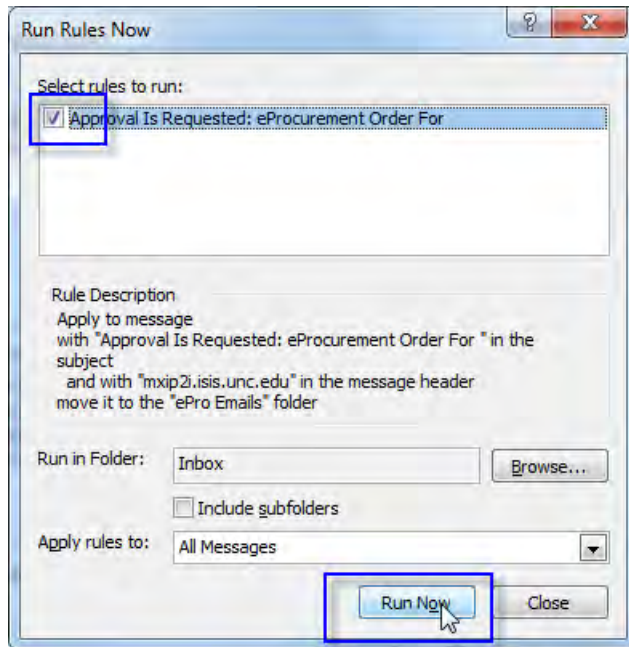 Run Rules Now
?
X
Select rules to run:
Approval Is Requested: eProcurement Order For
Rule Description
Apply to message
with "Approval Is Requested: eProcurement Order For " in the
subject
and with "mxip2i.isis.unc.edu" in the message header
move it to the "ePro Emails" folder
Run in Folder: Inbox Browse...
Include subfolders
Apply rules to: All Messages
Run Now Close